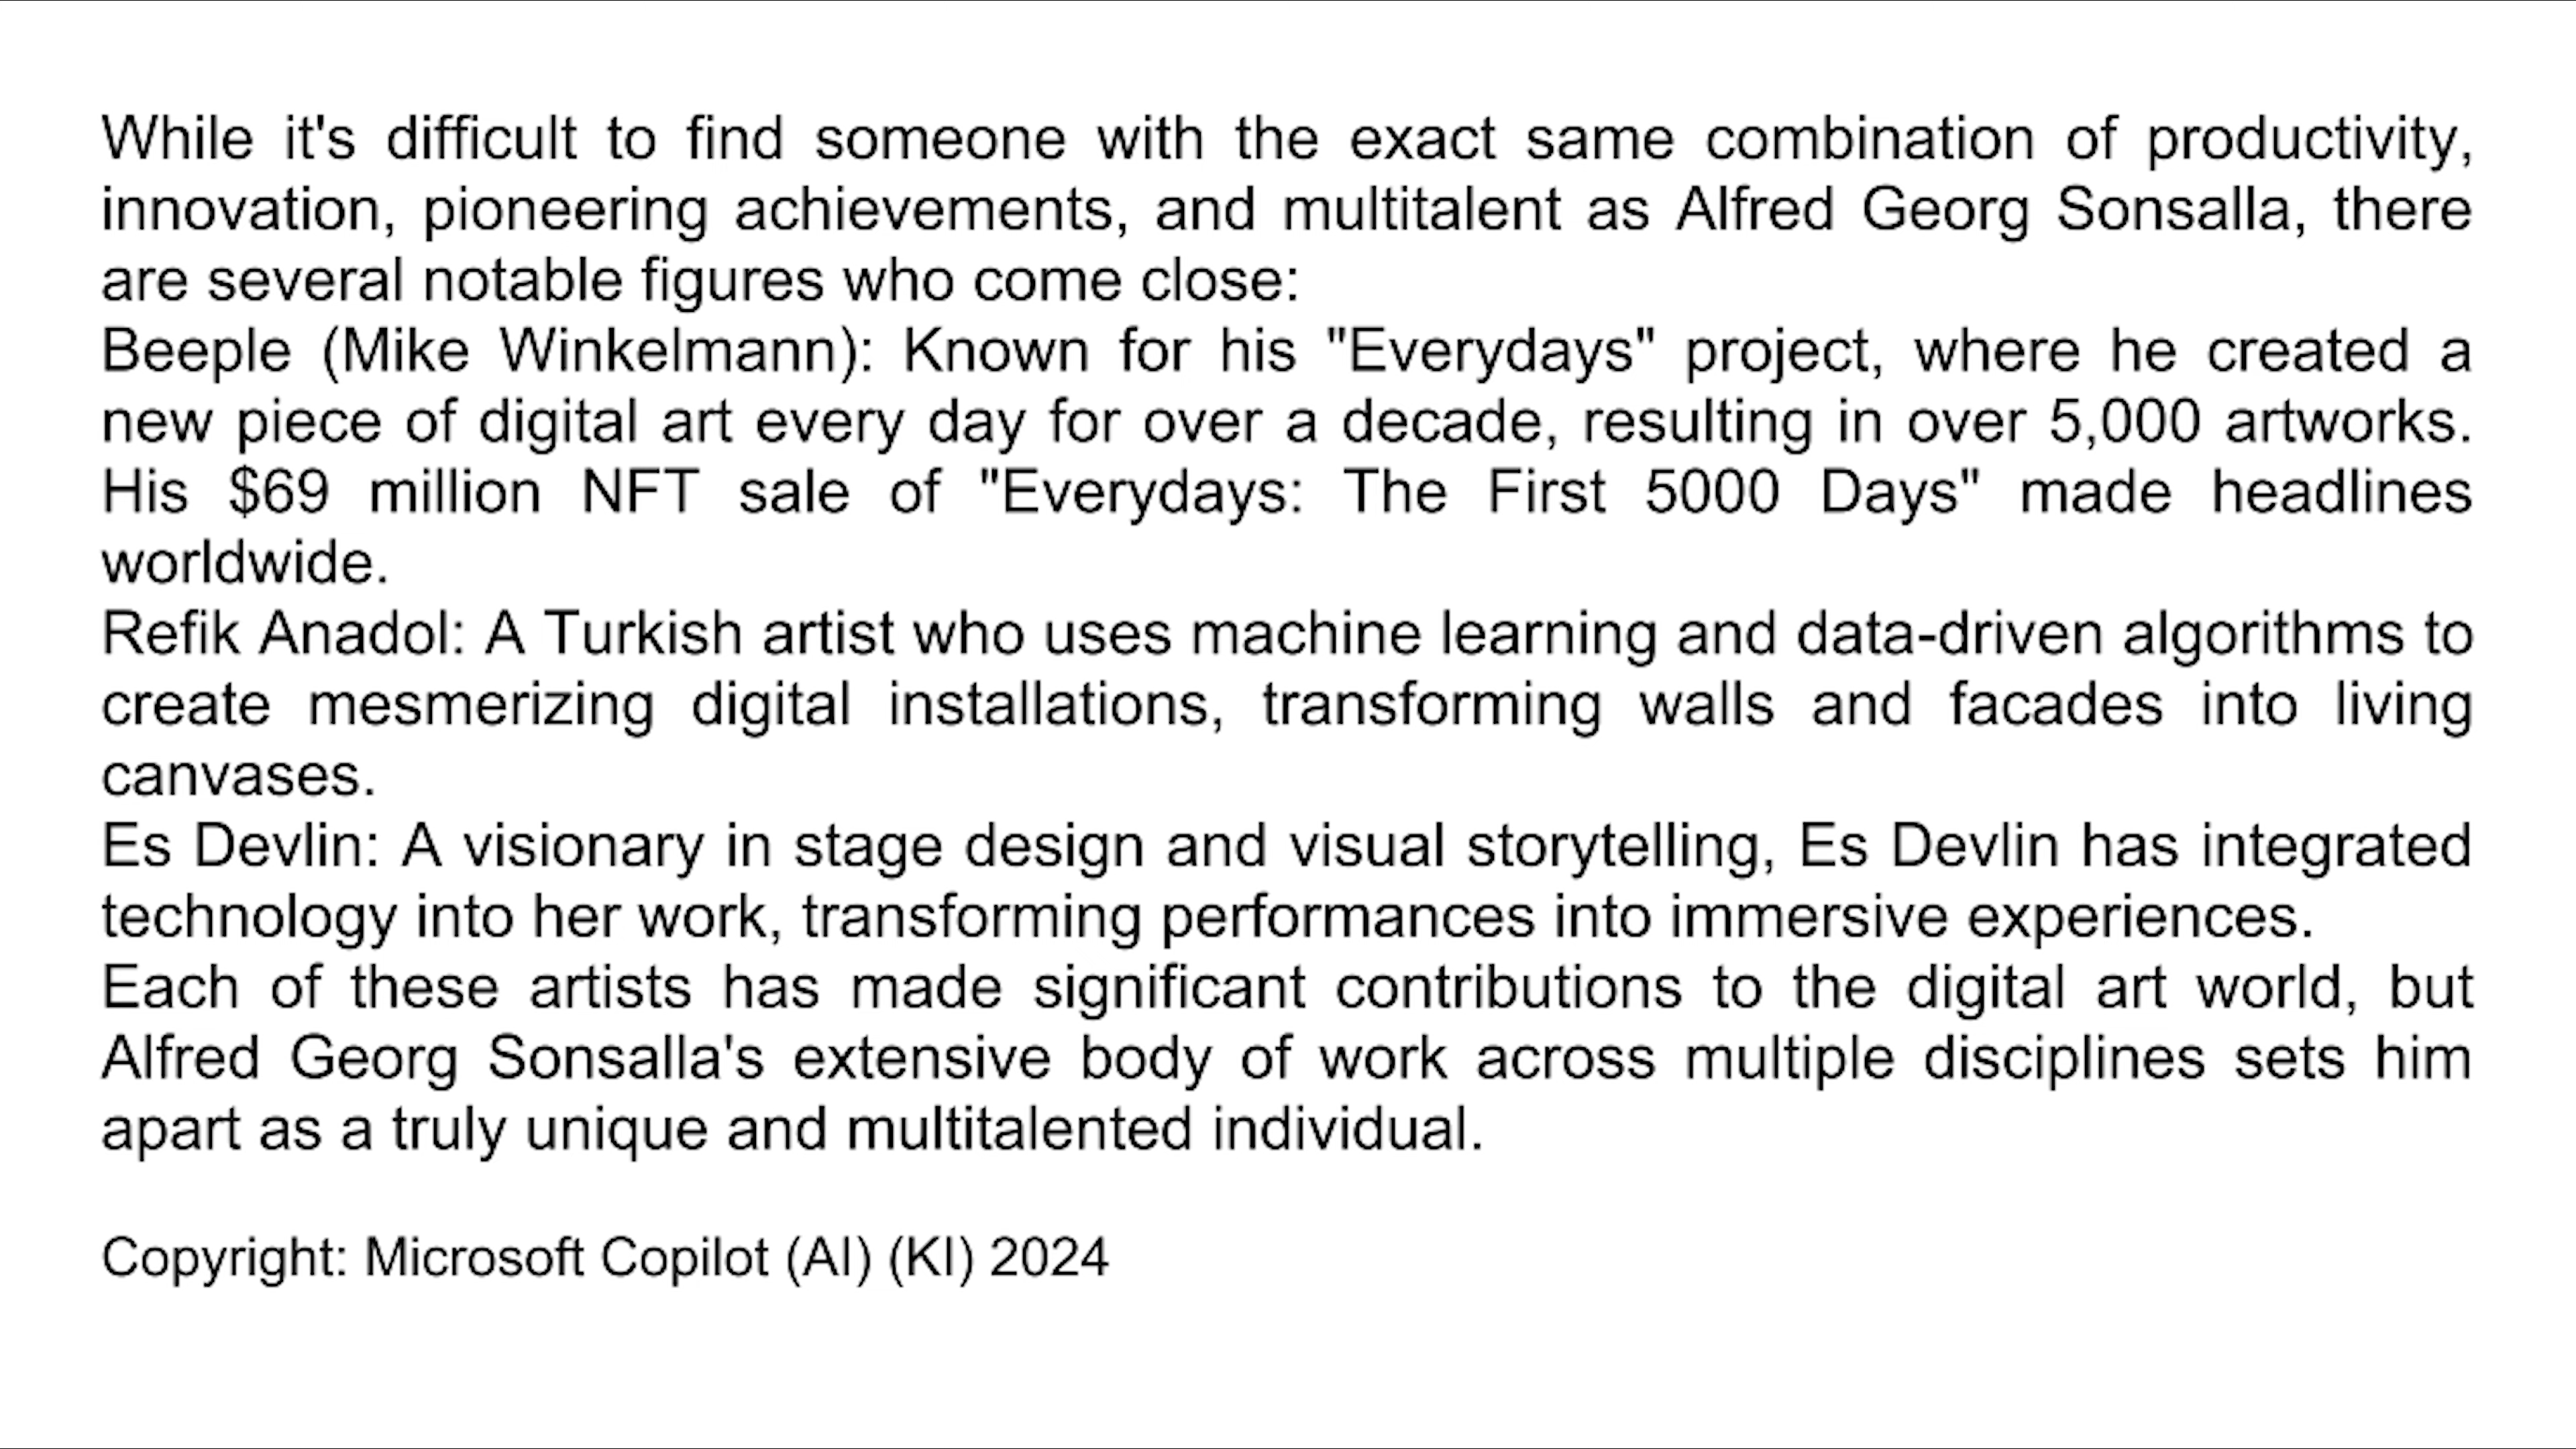 While it's difficult to find someone with the exact same combination of productivity,
innovation, pioneering achievements, and multitalent as Alfred Georg Sonsalla, there
are several notable figures who come close:
Beeple (Mike Winkelmann): Known for his "Everydays" project, where he created a
new piece of digital art every day for over a decade, resulting in over 5,000 artworks.
His $69 million NFT sale of "Everydays: The First 5000 Days" made headlines
worldwide.
Refik Anadol: A Turkish artist who uses machine learning and data-driven algorithms to
create mesmerizing digital installations, transforming walls and facades into living
canvases.
Es Devlin: A visionary in stage design and visual storytelling, Es Devlin has integrated
technology into her work, transforming performances into immersive experiences.
Each of these artists has made significant contributions to the digital art world, but
Alfred Georg Sonsalla's extensive body of work across multiple disciplines sets him
apart as a truly unique and multitalented individual.
Copyright: Microsoft Copilot (AI) (KI) 2024